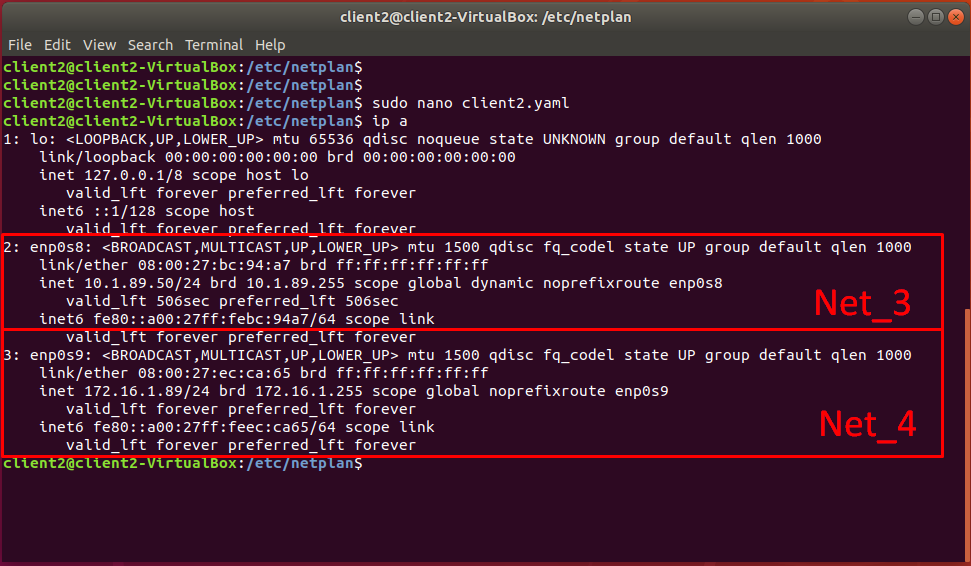 client2@client2-VirtualBox: /etc/netplan
File Edit View Search Terminal Help
client2@client2-VirtualBox:/etc/netplan$
client2@client2-VirtualBox:/etc/netplan$
client2@client2-VirtualBox:/etc/netplan$ sudo nano client2.yaml
client2@client2-VirtualBox:/etc/netplan$ ip a
1: lo: <LOOPBACK,UP,LOWER_UP> mtu 65536 qdisc noqueue state UNKNOWN group default qlen 1000
    link/loopback 00:00:00:00:00:00 brd 00:00:00:00:00:00
    inet 127.0.0.1/8 scope host lo
       valid_lft forever preferred_lft forever
    inet6 ::1/128 scope host
       valid_lft forever preferred_lft forever
2: enp0s8: <BROADCAST,MULTICAST,UP,LOWER_UP> mtu 1500 qdisc fq_codel state UP group default qlen 1000
    link/ether 08:00:27:bc:94:a7 brd ff:ff:ff:ff:ff:ff
    inet 10.1.89.50/24 brd 10.1.89.255 scope global dynamic noprefixroute enp0s8
       valid_lft 506sec preferred_lft 506sec
    inet6 fe80::a00:27ff:febc:94a7/64 scope link
       valid_lft forever preferred_lft forever
Net_3
3: enp0s9: <BROADCAST,MULTICAST,UP,LOWER_UP> mtu 1500 qdisc fq_codel state UP group default qlen 1000
    link/ether 08:00:27:ec:ca:65 brd ff:ff:ff:ff:ff:ff
    inet 172.16.1.89/24 brd 172.16.1.255 scope global noprefixroute enp0s9
       valid_lft forever preferred_lft forever
    inet6 fe80::a00:27ff:feec:ca65/64 scope link
       valid_lft forever preferred_lft forever
Net_4
client2@client2-VirtualBox:/etc/netplan$